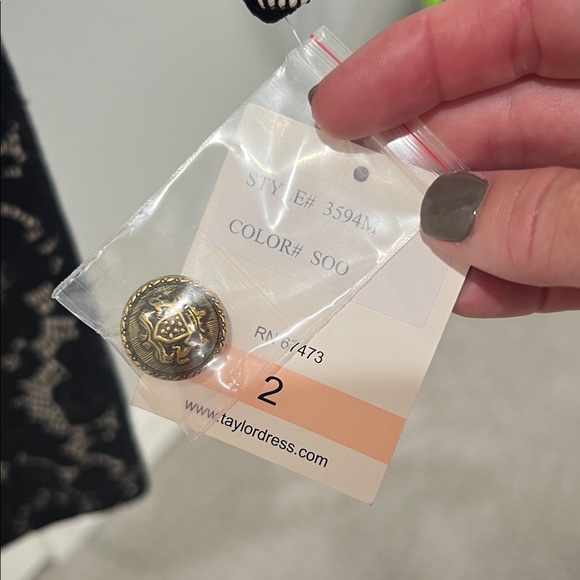 STYLE# 3594M
COLOR# SOO
RN 67473
2
www.taylordress.com